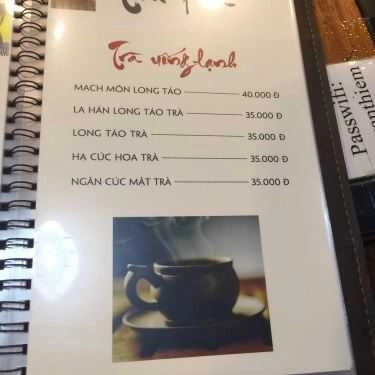 Trà uống lạnh
MẠCH MÔN LONG TÁO 40.000 Đ
LA HÁN LONG TÁO TRÀ 35.000 Đ
LONG TÁO TRÀ 35.000 Đ
HẠ CÚC HOA TRÀ 35.000 Đ
NGÂN CÚC MẬT TRÀ 35.000 Đ
Passwifi: